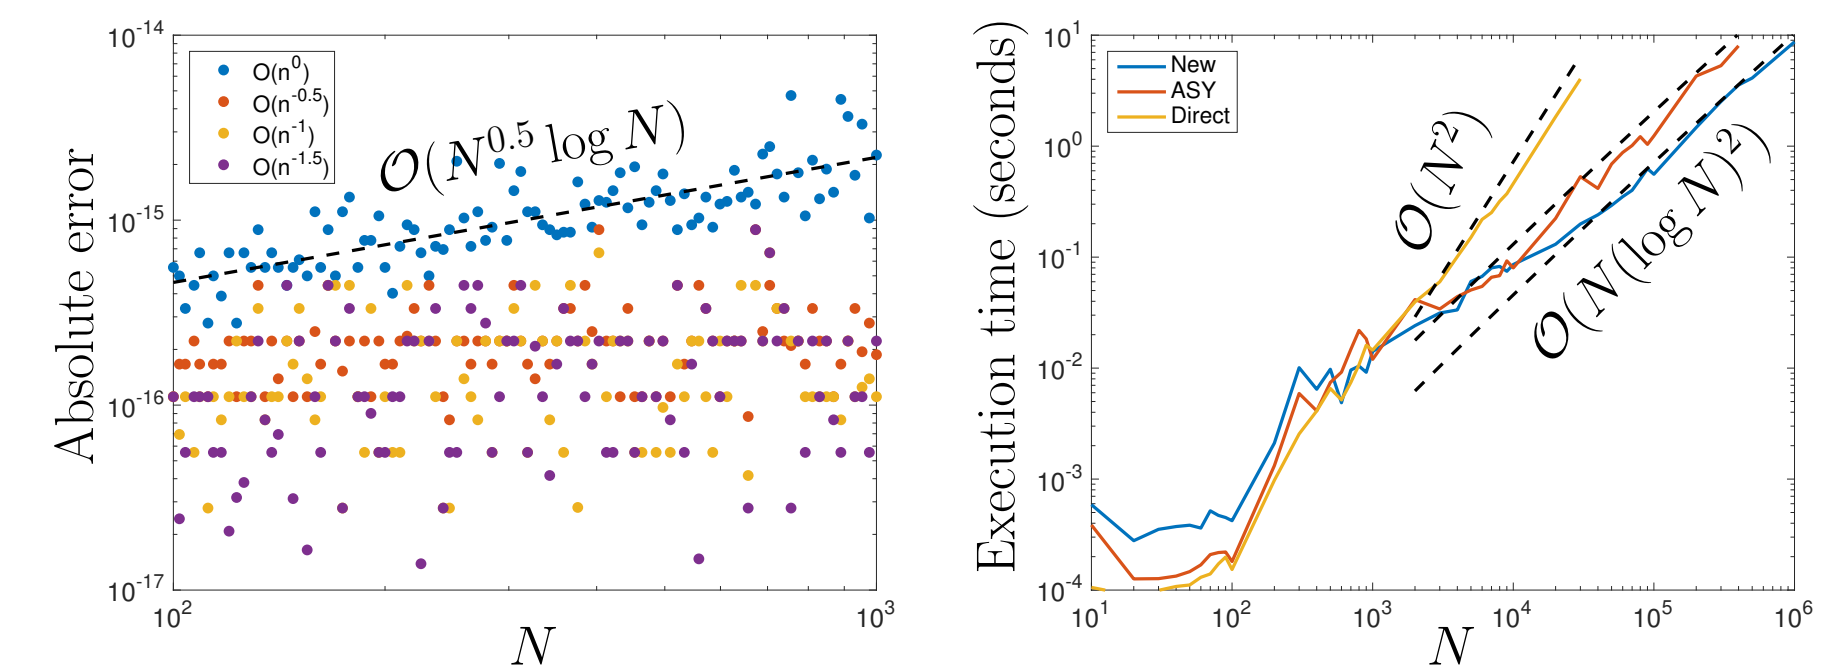 10^-14
10^-15
10^-16
10^-17
Absolute error
O(n^0)
O(n^-0.5)
O(n^-1)
O(n^-1.5)
𝒪(N^0.5 log N)
10^2
10^3
N
10^1
10^0
10^-1
10^-2
10^-3
10^-4
Execution time (seconds)
New
ASY
Direct
𝒪(N^2)
𝒪(N(log N)^2)
10^1
10^2
10^3
10^4
10^5
10^6
N